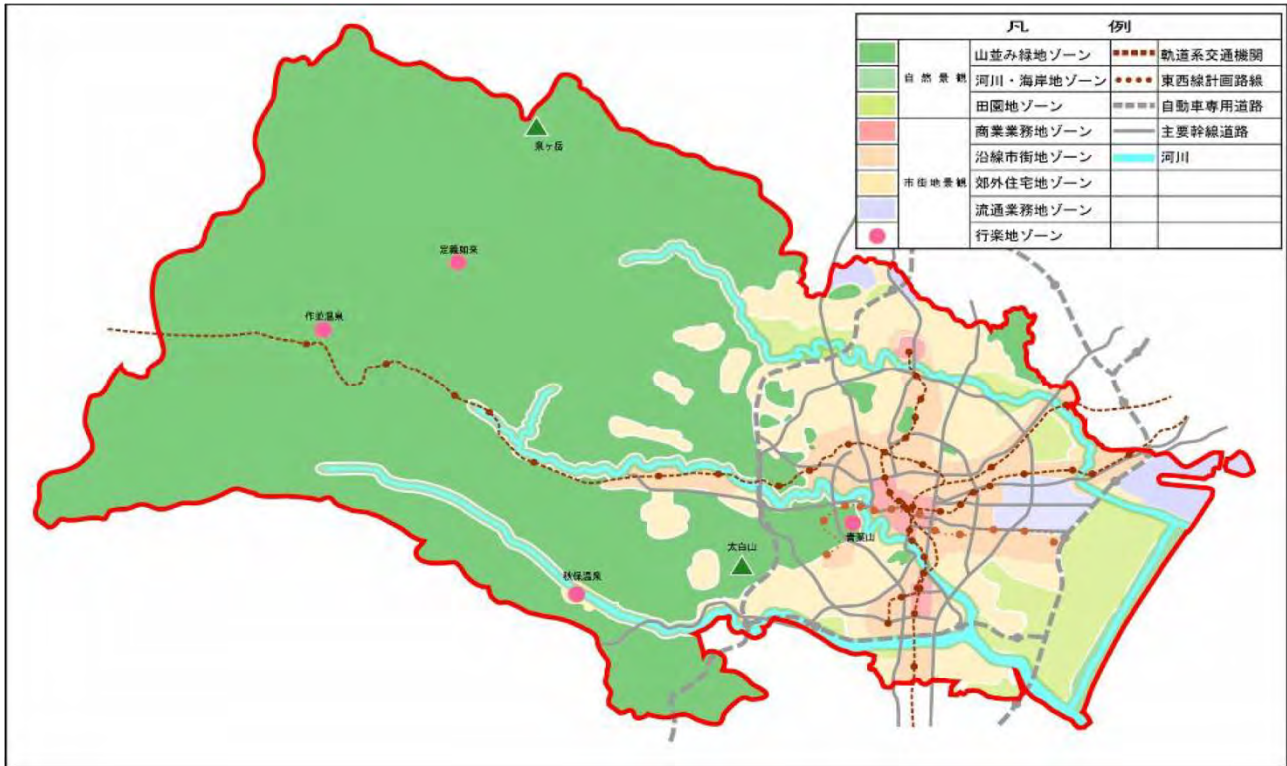 凡 例
自然景観
山並み緑地ゾーン
軌道系交通機関
河川・海岸地ゾーン
東西線計画路線
田園地ゾーン
自動車専用道路
市街地景観
商業業務地ゾーン
主要幹線道路
沿線市街地ゾーン
河川
郊外住宅地ゾーン
流通業務地ゾーン
行楽地ゾーン
泉ヶ岳
定義如来
作並温泉
青葉山
太白山
秋保温泉